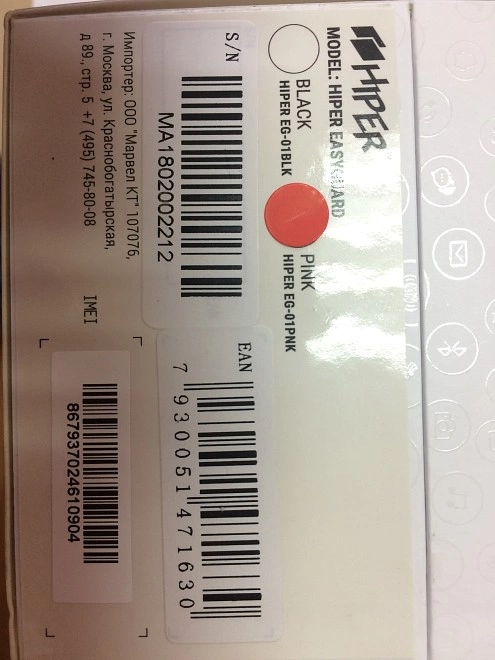 HIPER
MODEL: HIPER EASYGUARD
BLACK
HIPER EG-01BLK
PINK
HIPER EG-01PNK
S/N
MA1802002212
EAN
7 930051 471630
Импортер: ООО "Марвел КТ" 107076,
г. Москва, ул. Краснобогатырская,
д 89., стр. 5 +7 (495) 745-80-08
IMEI
867937024610904